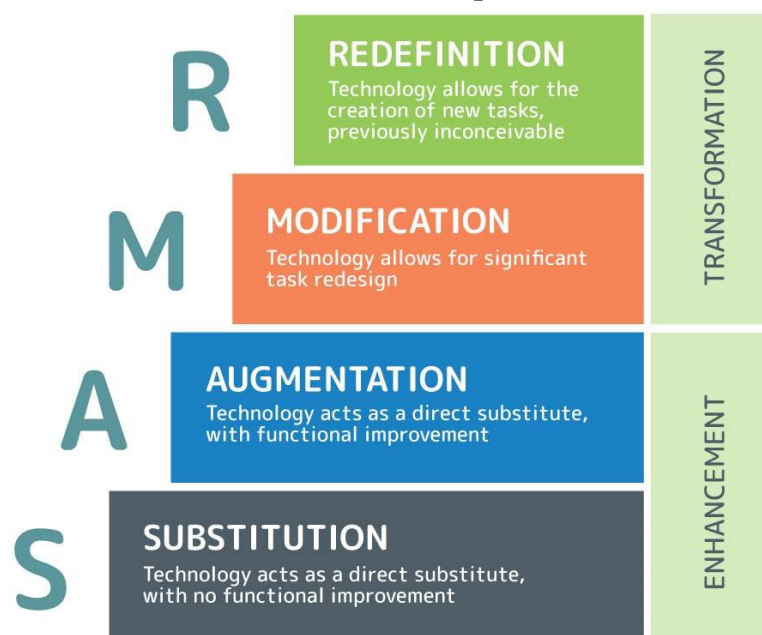 R
REDEFINITION
Technology allows for the
creation of new tasks,
previously inconceivable
M
MODIFICATION
Technology allows for significant
task redesign
TRANSFORMATION
A
AUGMENTATION
Technology acts as a direct substitute,
with functional improvement
S
SUBSTITUTION
Technology acts as a direct substitute,
with no functional improvement
ENHANCEMENT